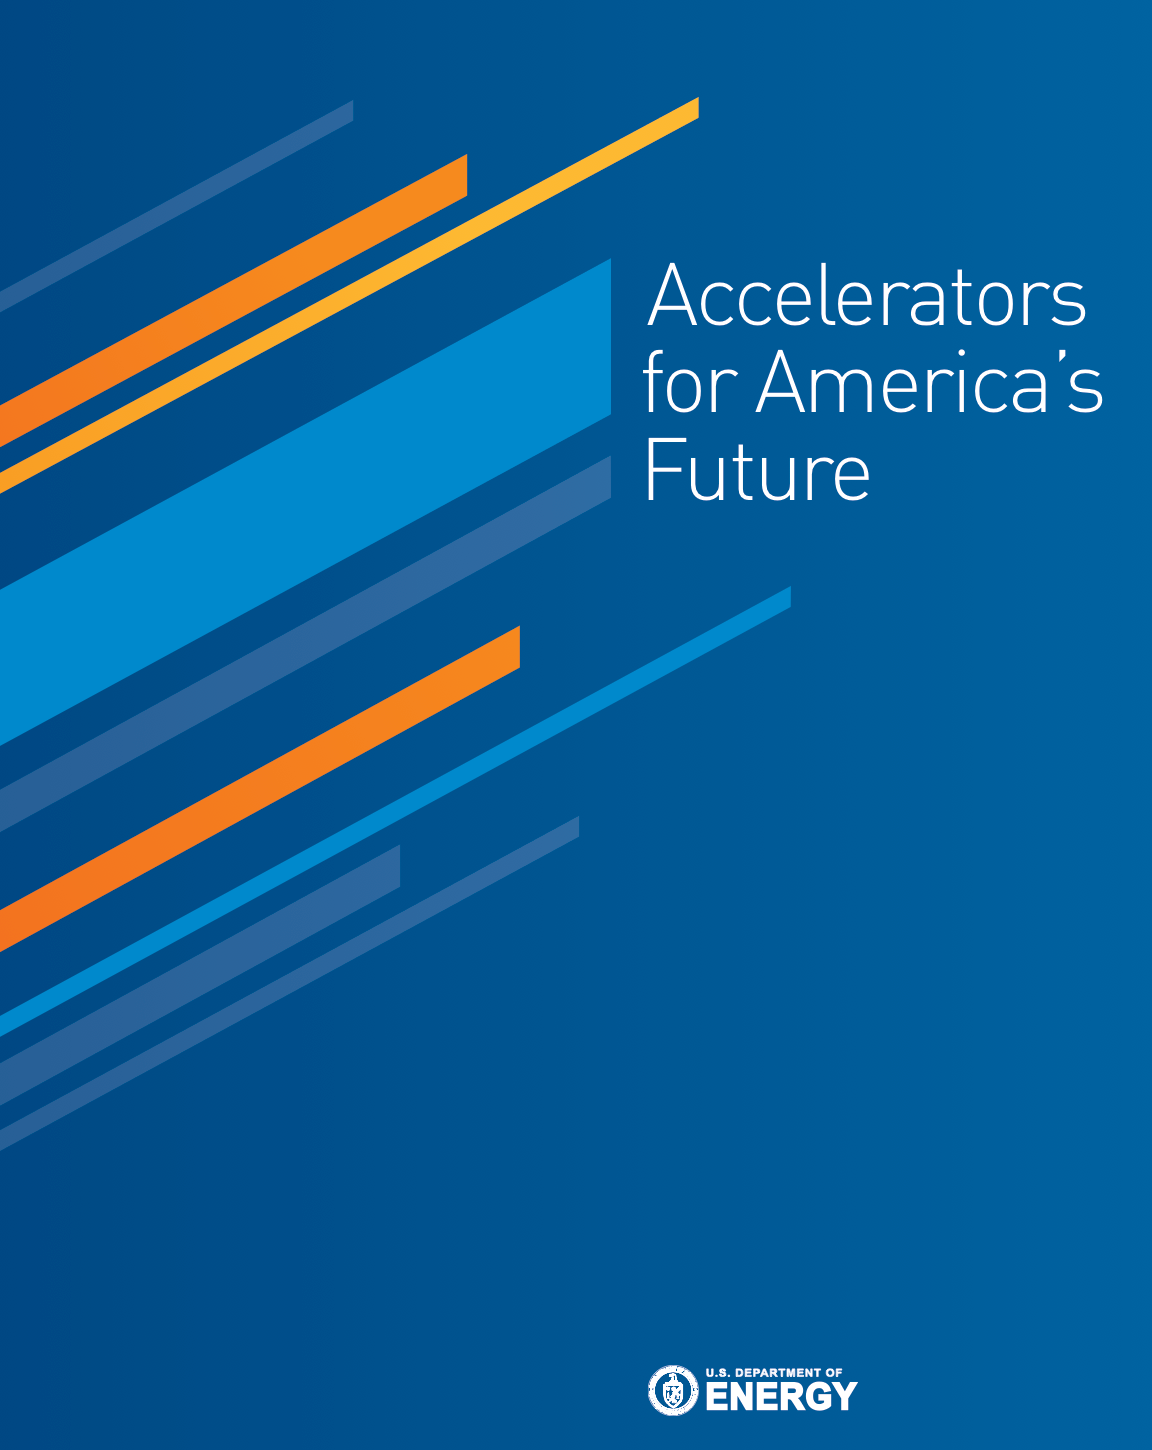 Accelerators
for America's
Future
U.S. DEPARTMENT OF
ENERGY